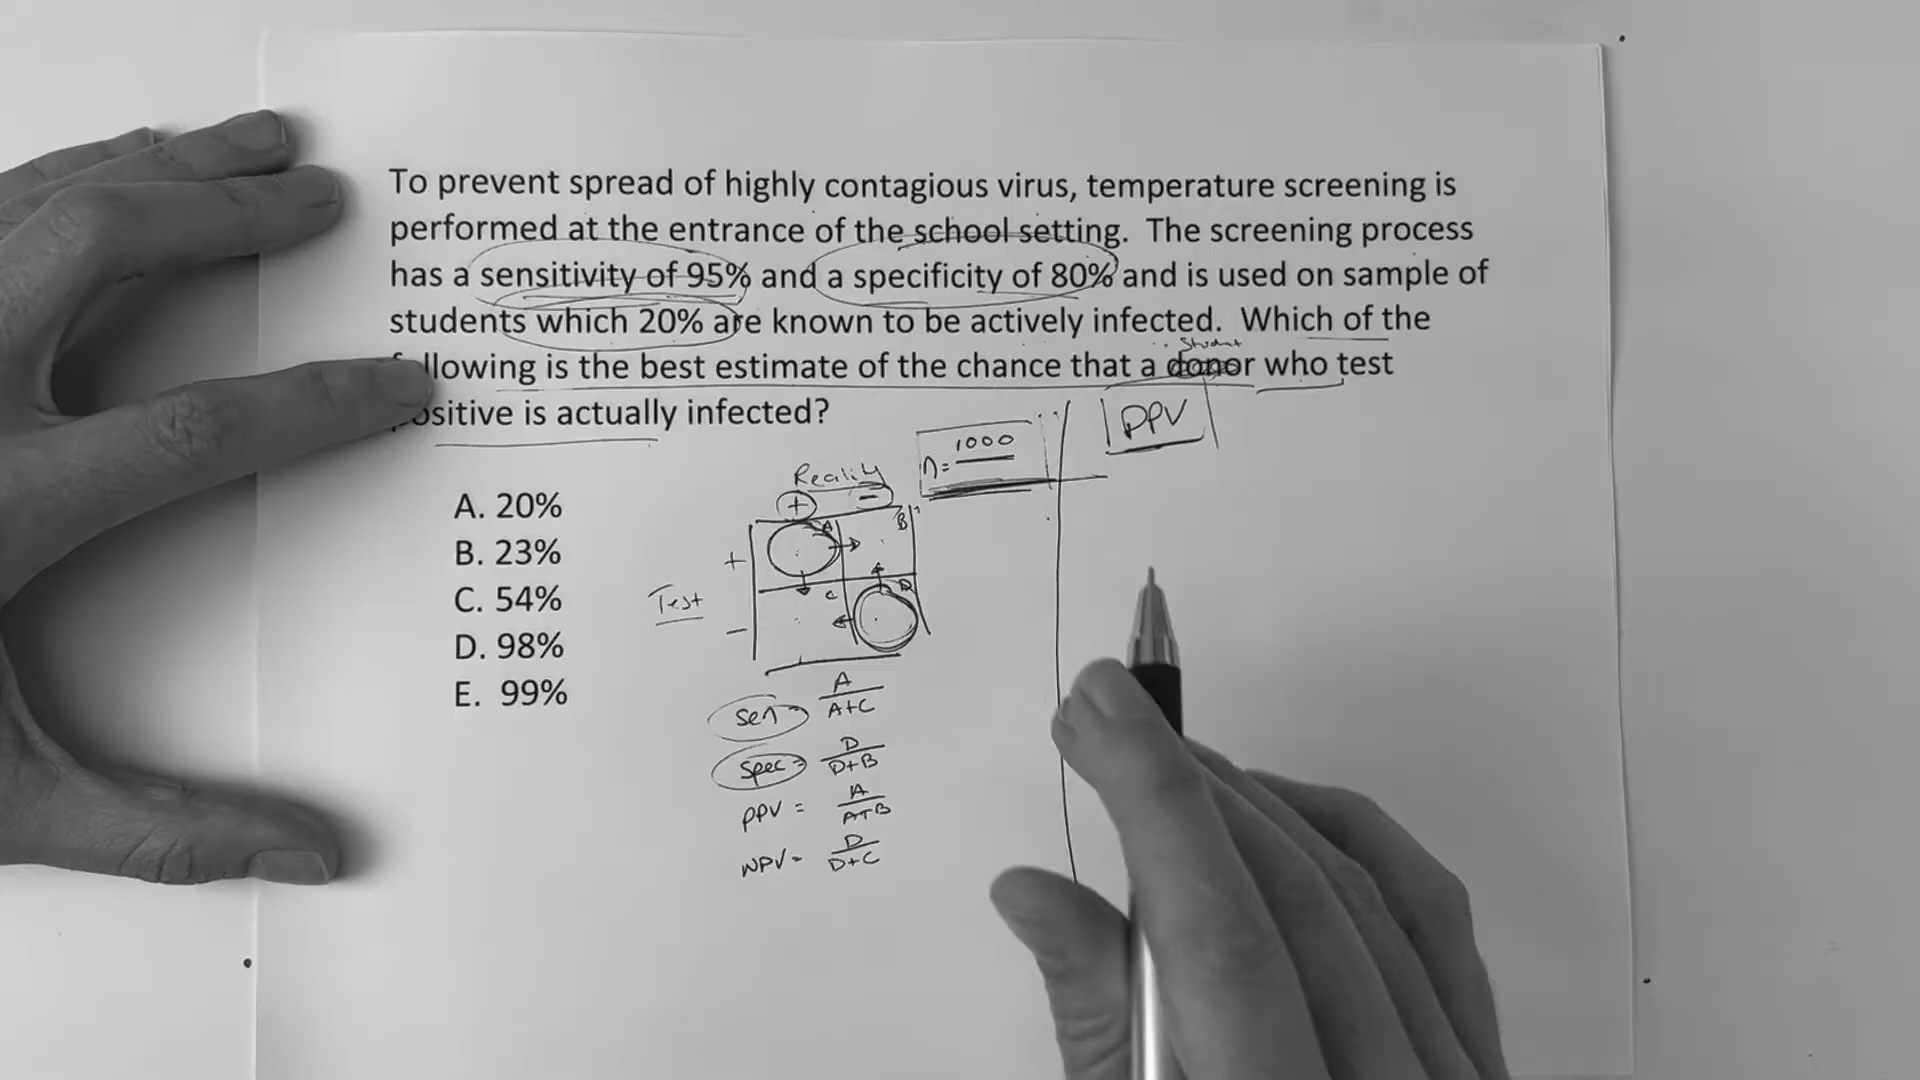 To prevent spread of highly contagious virus, temperature screening is
performed at the entrance of the school setting. The screening process
has a sensitivity of 95% and a specificity of 80% and is used on sample of
students which 20% are known to be actively infected. Which of the
llowing is the best estimate of the chance that a donor who test
Student
ositive is actually infected?
PPV
1000
n=
Reality
+ -
A. 20%
B. 23%
C. 54%
D. 98%
E. 99%
A B
+
C D
Test
-
sen = A / A+C
spec = D / D+B
PPV = A / A+B
NPV = D / D+C